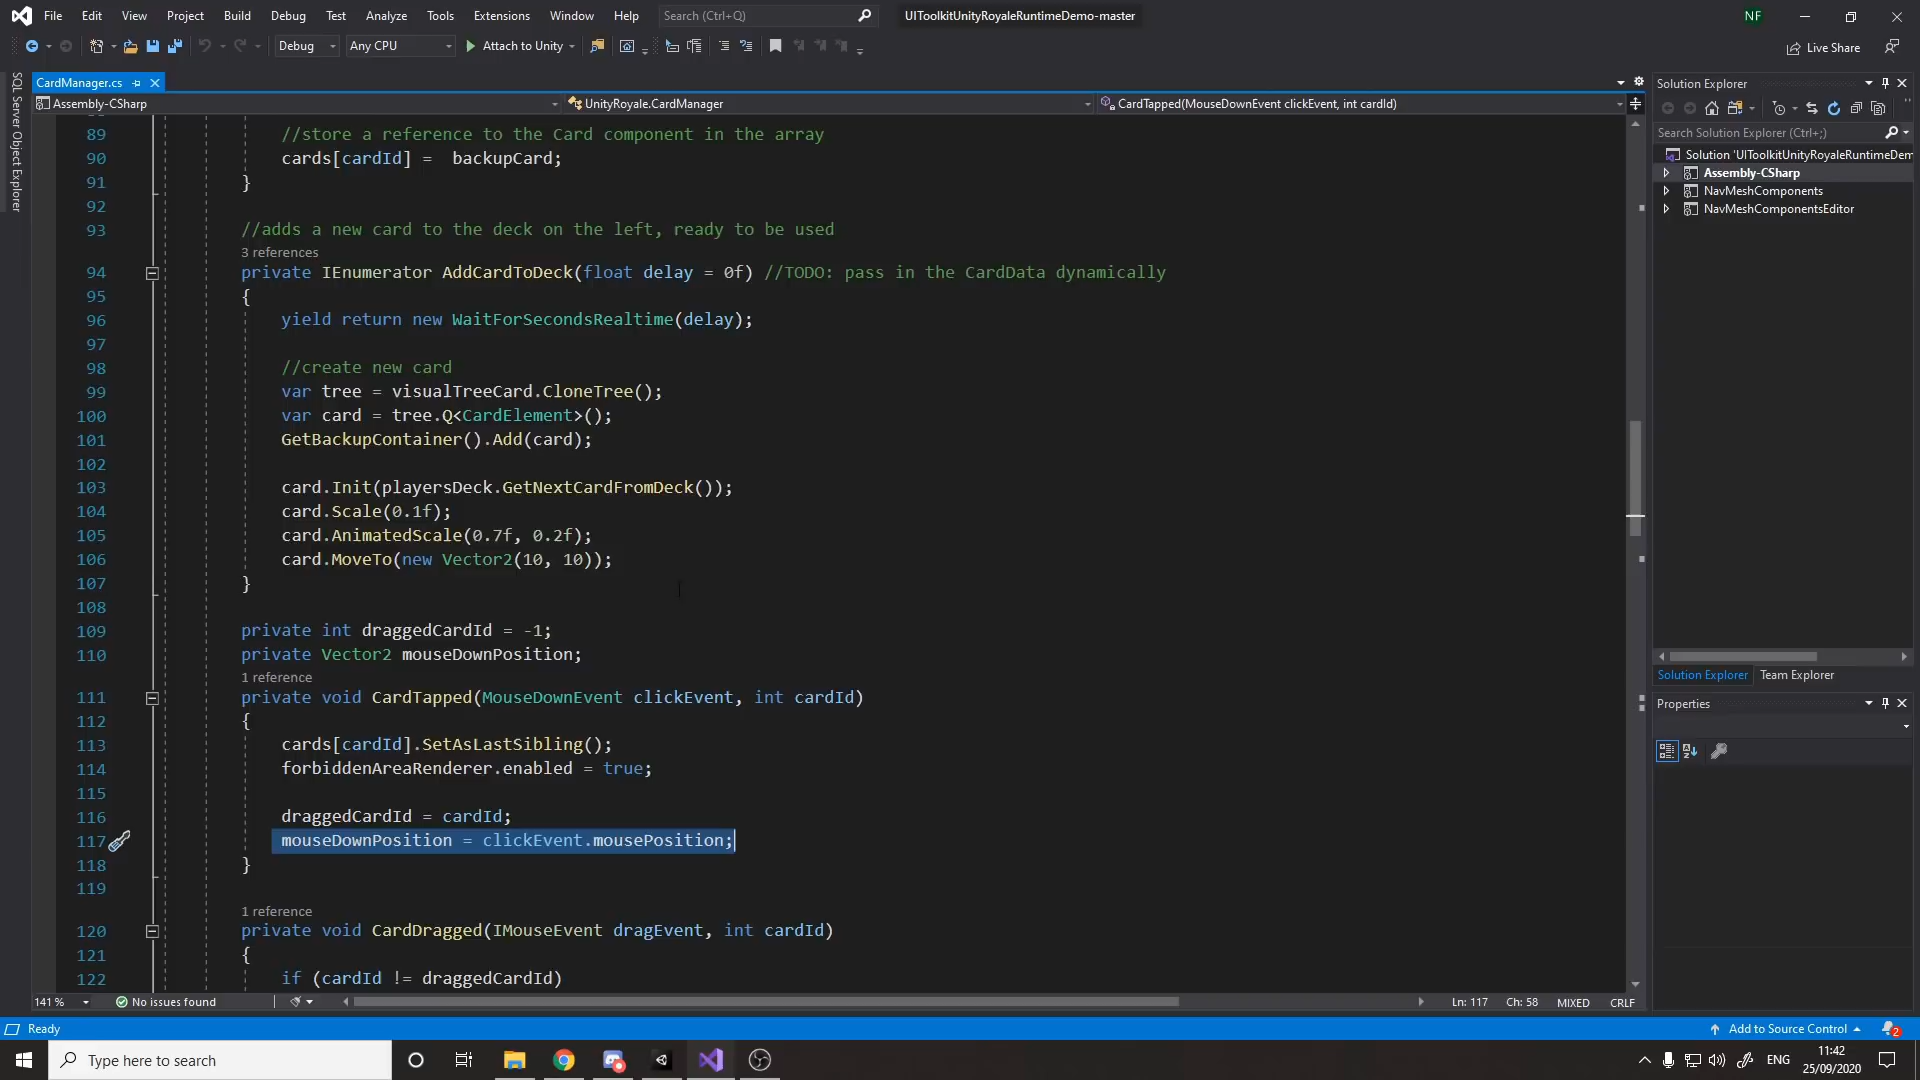 File Edit View Project Build Debug Test Analyze Tools Extensions Window Help Search (Ctrl+Q) UIToolkitUnityRoyaleRuntimeDemo-master NF
Debug Any CPU Attach to Unity Live Share
SQL Server Object Explorer
CardManager.cs
Assembly-CSharp UnityRoyale.CardManager CardTapped(MouseDownEvent clickEvent, int cardId)
89 //store a reference to the Card component in the array
90 cards[cardId] = backupCard;
91 }
92
93 //adds a new card to the deck on the left, ready to be used
3 references
94 private IEnumerator AddCardToDeck(float delay = 0f) //TODO: pass in the CardData dynamically
95 {
96 yield return new WaitForSecondsRealtime(delay);
97
98 //create new card
99 var tree = visualTreeCard.CloneTree();
100 var card = tree.Q<CardElement>();
101 GetBackupContainer().Add(card);
102
103 card.Init(playersDeck.GetNextCardFromDeck());
104 card.Scale(0.1f);
105 card.AnimatedScale(0.7f, 0.2f);
106 card.MoveTo(new Vector2(10, 10));
107 }
108
109 private int draggedCardId = -1;
110 private Vector2 mouseDownPosition;
1 reference
111 private void CardTapped(MouseDownEvent clickEvent, int cardId)
112 {
113 cards[cardId].SetAsLastSibling();
114 forbiddenAreaRenderer.enabled = true;
115
116 draggedCardId = cardId;
117 mouseDownPosition = clickEvent.mousePosition;
118 }
119
1 reference
120 private void CardDragged(IMouseEvent dragEvent, int cardId)
121 {
122 if (cardId != draggedCardId)
141 % No issues found Ln: 117 Ch: 58 MIXED CRLF
Solution Explorer
Search Solution Explorer (Ctrl+;)
Solution 'UIToolkitUnityRoyaleRuntimeDem
Assembly-CSharp
NavMeshComponents
NavMeshComponentsEditor
Solution Explorer Team Explorer
Properties
Ready Add to Source Control 2
Type here to search ENG 11:42
25/09/2020